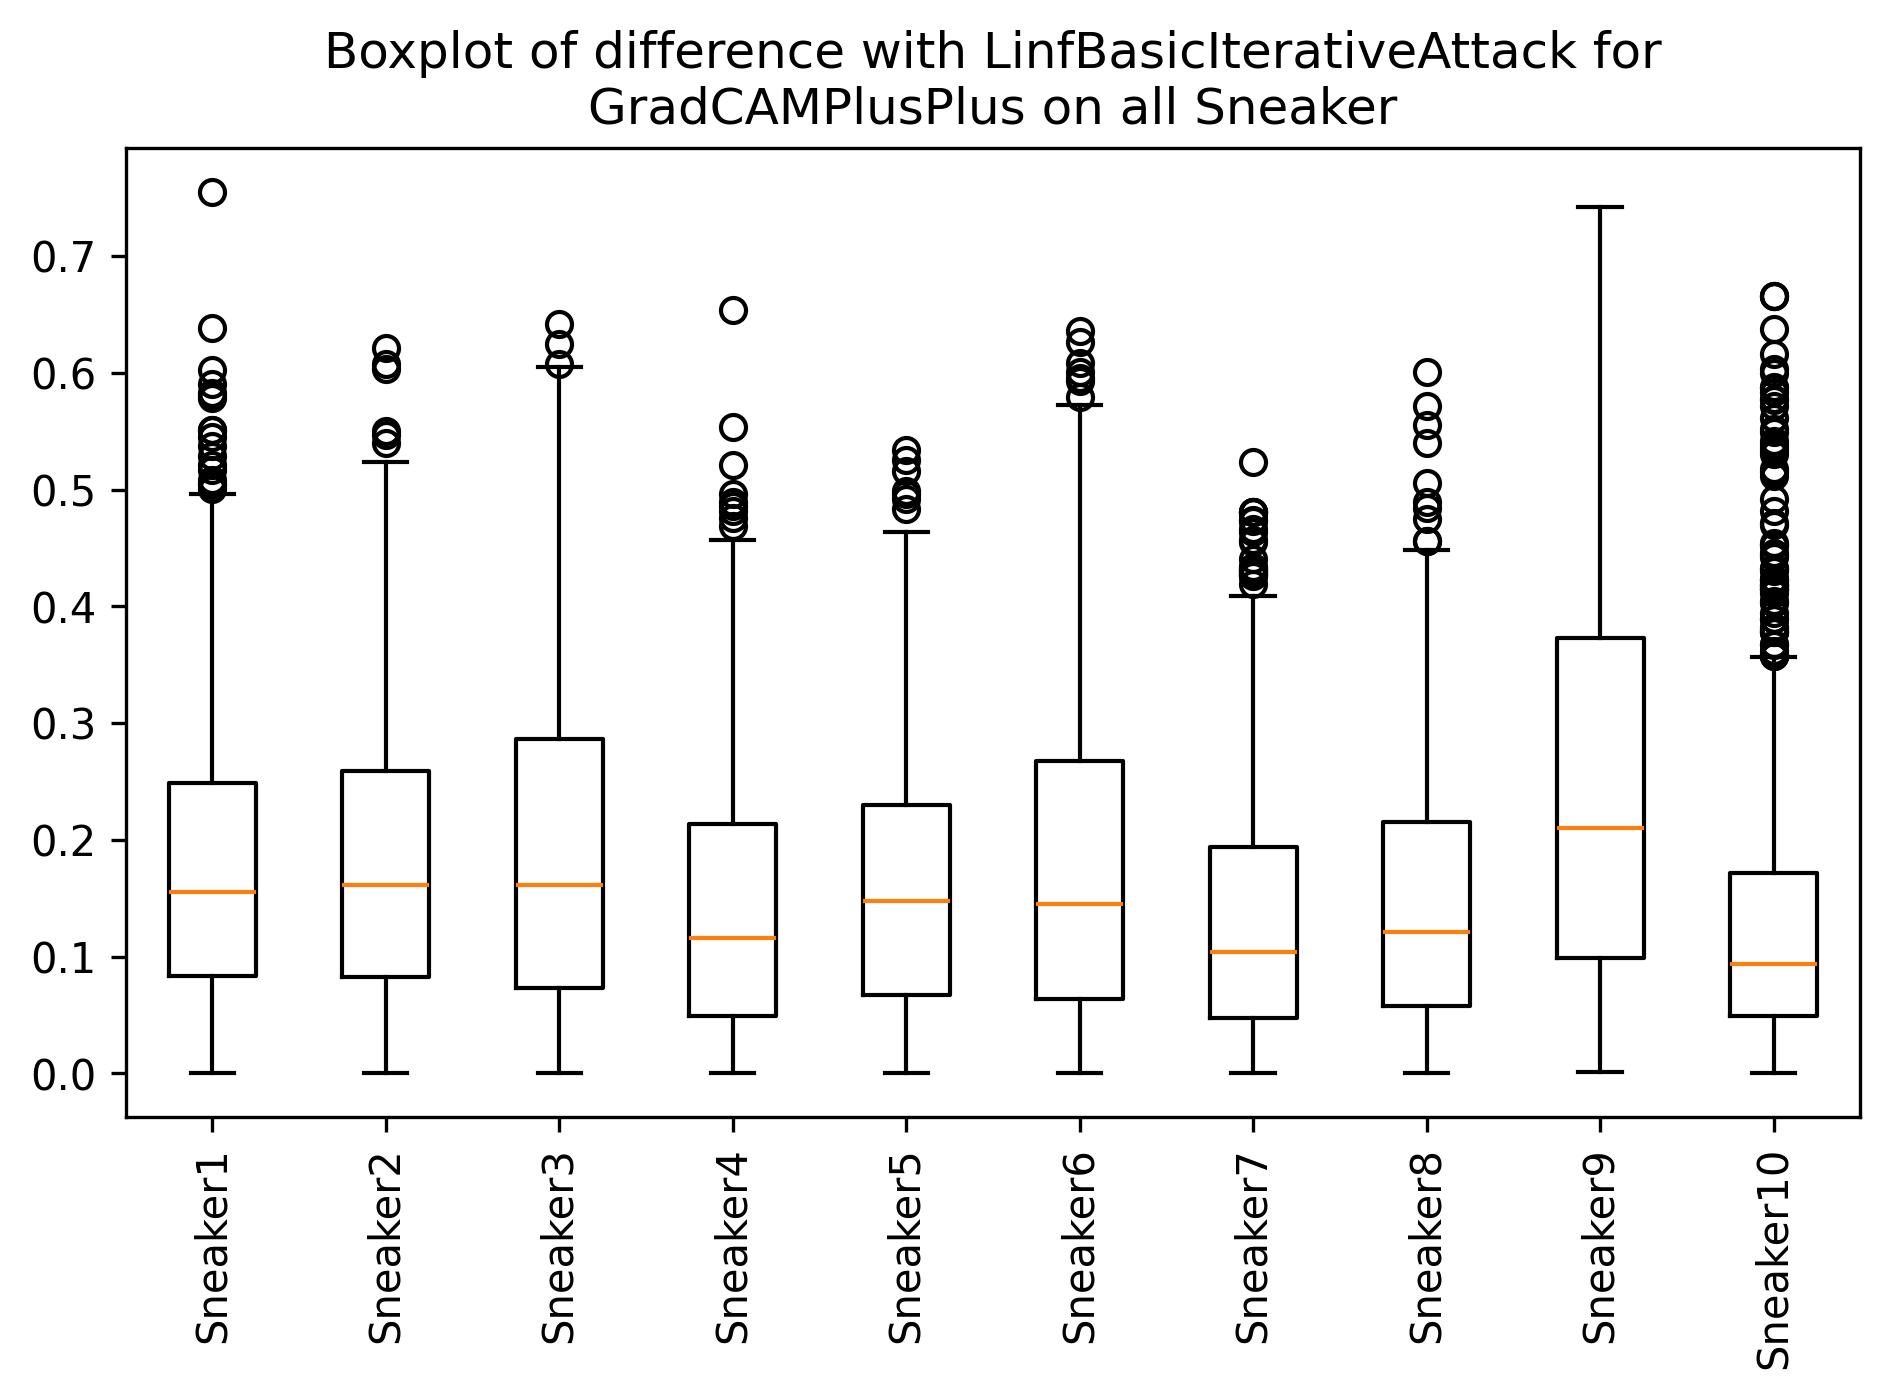 Boxplot of difference with LinfBasicIterativeAttack for
GradCAMPlusPlus on all Sneaker
0.7
0.6
0.5
0.4
0.3
0.2
0.1
0.0
Sneaker1
Sneaker2
Sneaker3
Sneaker4
Sneaker5
Sneaker6
Sneaker7
Sneaker8
Sneaker9
Sneaker10